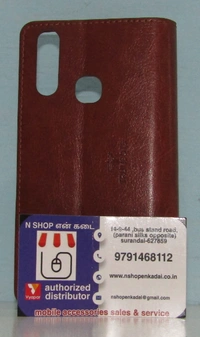 N SHOP என் கடை
14-5-44 ,bus stand road,
(parani silks opposite)
surandai-627859
9791468112
www.nshopenkadai.co.in
nshopenkadai@gmail.com
authorized
distributor
mobile accessories sales & service